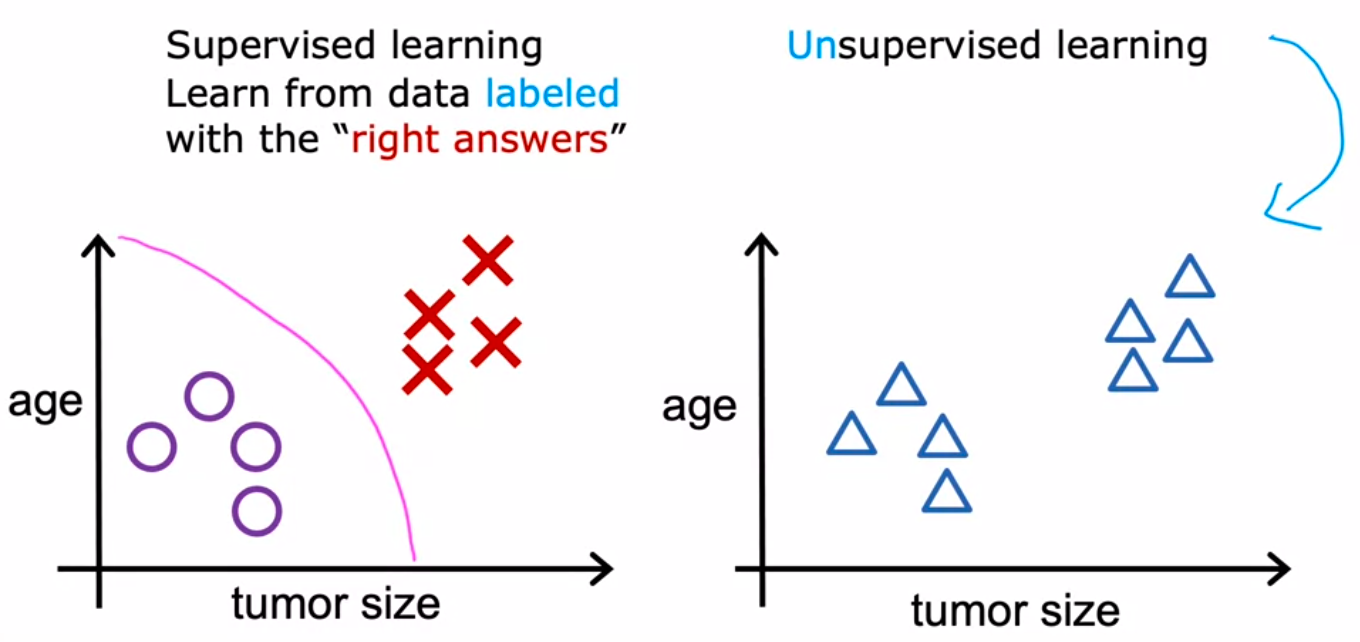 Supervised learning
Learn from data labeled
with the “right answers”
age
tumor size
Unsupervised learning
age
tumor size